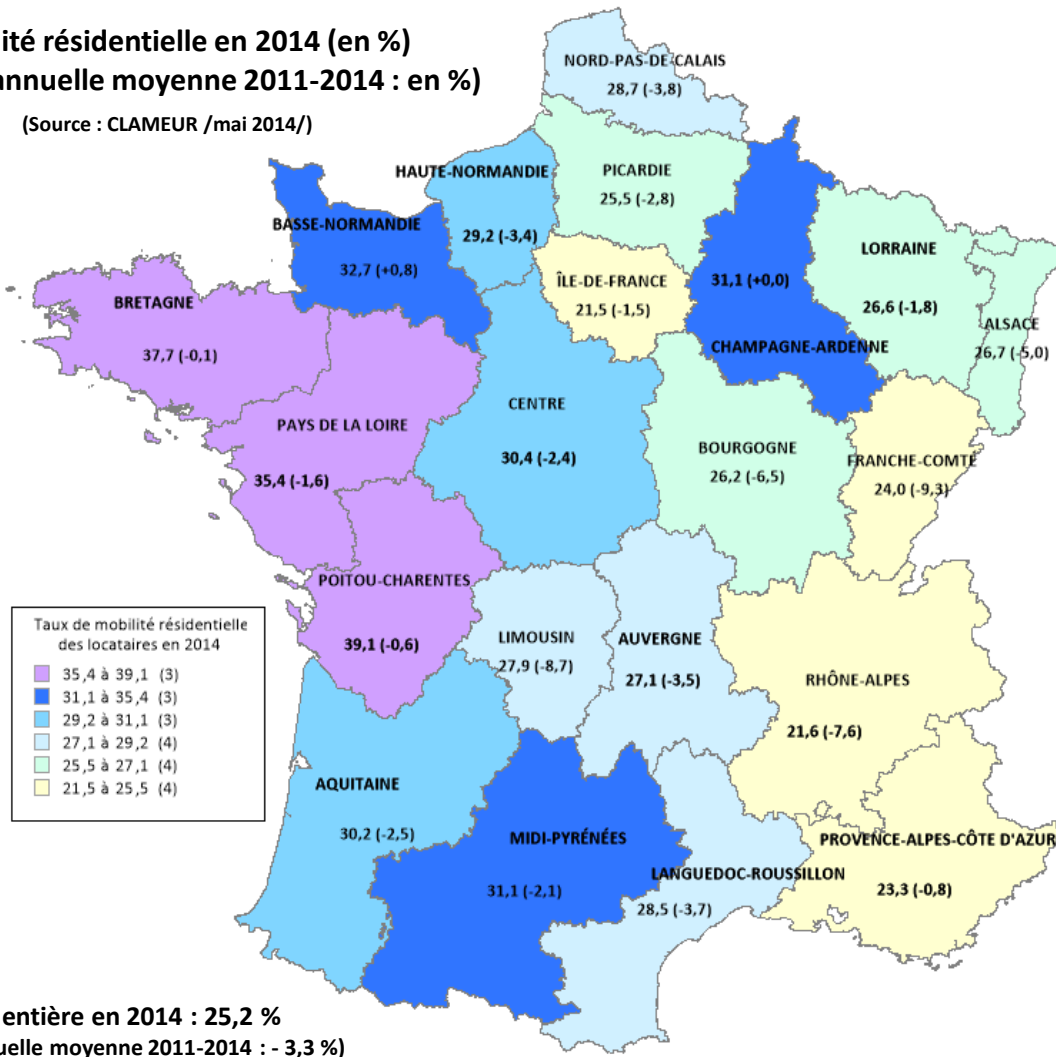 ité résidentielle en 2014 (en %)
annuelle moyenne 2011-2014 : en %)
(Source : CLAMEUR /mai 2014/)
NORD-PAS-DE-CALAIS
28,7 (-3,8)
HAUTE-NORMANDIE
29,2 (-3,4)
PICARDIE
25,5 (-2,8)
BASSE-NORMANDIE
32,7 (+0,8)
ÎLE-DE-FRANCE
21,5 (-1,5)
31,1 (+0,0)
CHAMPAGNE-ARDENNE
LORRAINE
26,6 (-1,8)
ALSACE
26,7 (-5,0)
BRETAGNE
37,7 (-0,1)
PAYS DE LA LOIRE
35,4 (-1,6)
CENTRE
30,4 (-2,4)
BOURGOGNE
26,2 (-6,5)
FRANCHE-COMTÉ
24,0 (-9,3)
POITOU-CHARENTES
39,1 (-0,6)
LIMOUSIN
27,9 (-8,7)
AUVERGNE
27,1 (-3,5)
RHÔNE-ALPES
21,6 (-7,6)
Taux de mobilité résidentielle
des locataires en 2014
35,4 à 39,1 (3)
31,1 à 35,4 (3)
29,2 à 31,1 (3)
27,1 à 29,2 (4)
25,5 à 27,1 (4)
21,5 à 25,5 (4)
AQUITAINE
30,2 (-2,5)
MIDI-PYRÉNÉES
31,1 (-2,1)
LANGUEDOC-ROUSSILLON
28,5 (-3,7)
PROVENCE-ALPES-CÔTE D'AZUR
23,3 (-0,8)
entière en 2014 : 25,2 %
uelle moyenne 2011-2014 : - 3,3 %)